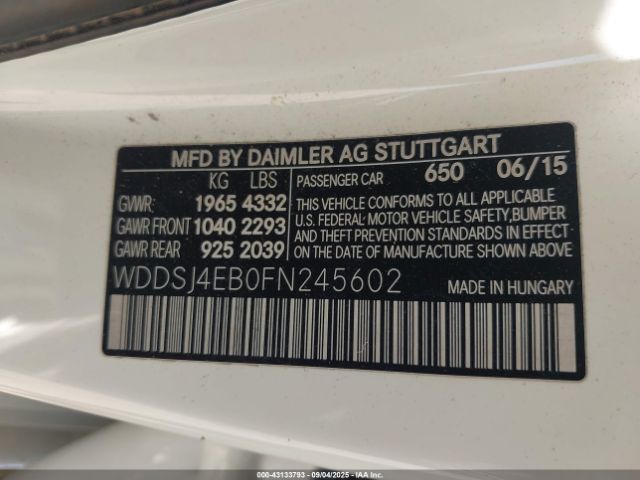 MFD BY DAIMLER AG STUTTGART
KG LBS PASSENGER CAR 650 06/15
GVWR: 1965 4332
GAWR FRONT 1040 2293
GAWR REAR 925 2039
THIS VEHICLE CONFORMS TO ALL APPLICABLE
U.S. FEDERAL MOTOR VEHICLE SAFETY, BUMPER
AND THEFT PREVENTION STANDARDS IN EFFECT
ON THE DATE OF MANUFACTURE SHOWN ABOVE.
WDDSJ4EB0FN245602
MADE IN HUNGARY
000-43133793 - 09/04/2025 - IAAI.COM